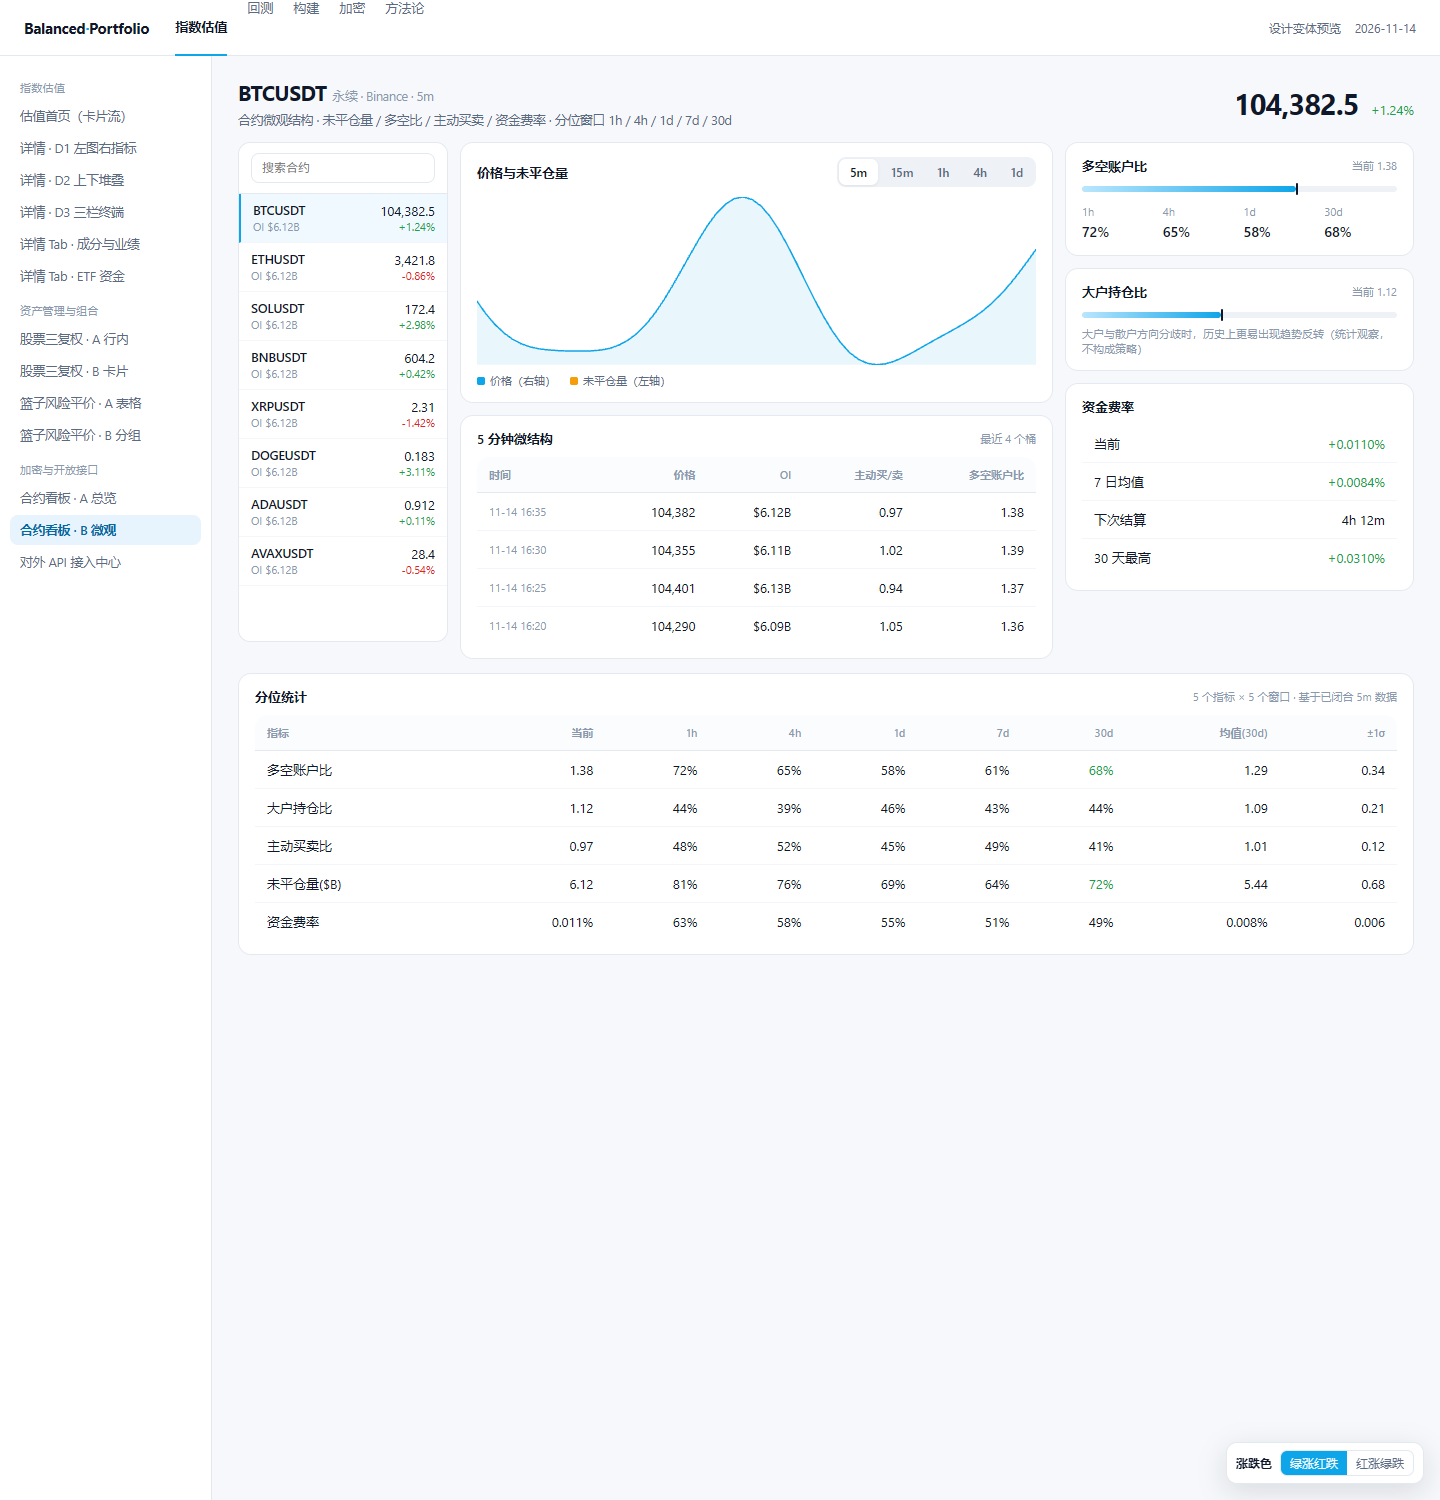 Balanced·Portfolio 指数估值 回测 构建 加密 方法论 设计变体预览 2026-11-14
指数估值
估值首页（卡片流）
详情 · D1 左图右指标
详情 · D2 上下堆叠
详情 · D3 三栏终端
详情 Tab · 成分与业绩
详情 Tab · ETF 资金
资产管理与组合
股票三复权 · A 行内
股票三复权 · B 卡片
篮子风险平价 · A 表格
篮子风险平价 · B 分组
加密与开放接口
合约看板 · A 总览
合约看板 · B 微观
对外 API 接入中心
BTCUSDT 永续 · Binance · 5m
合约微观结构 · 未平仓量 / 多空比 / 主动买卖 / 资金费率 · 分位窗口 1h / 4h / 1d / 7d / 30d
104,382.5 +1.24%
搜索合约
BTCUSDT 104,382.5
OI $6.12B +1.24%
ETHUSDT 3,421.8
OI $6.12B -0.86%
SOLUSDT 172.4
OI $6.12B +2.98%
BNBUSDT 604.2
OI $6.12B +0.42%
XRPUSDT 2.31
OI $6.12B -1.42%
DOGEUSDT 0.183
OI $6.12B +3.11%
ADAUSDT 0.912
OI $6.12B +0.11%
AVAXUSDT 28.4
OI $6.12B -0.54%
价格与未平仓量 5m 15m 1h 4h 1d
价格（右轴） 未平仓量（左轴）
5 分钟微结构 最近 4 个桶
时间 价格 OI 主动买/卖 多空账户比
11-14 16:35 104,382 $6.12B 0.97 1.38
11-14 16:30 104,355 $6.11B 1.02 1.39
11-14 16:25 104,401 $6.13B 0.94 1.37
11-14 16:20 104,290 $6.09B 1.05 1.36
多空账户比 当前 1.38
1h 4h 1d 30d
72% 65% 58% 68%
大户持仓比 当前 1.12
大户与散户方向分歧时，历史上更易出现趋势反转（统计观察，
不构成策略）
资金费率
当前 +0.0110%
7 日均值 +0.0084%
下次结算 4h 12m
30 天最高 +0.0310%
分位统计 5 个指标 × 5 个窗口 · 基于已闭合 5m 数据
指标 当前 1h 4h 1d 7d 30d 均值(30d) ±1σ
多空账户比 1.38 72% 65% 58% 61% 68% 1.29 0.34
大户持仓比 1.12 44% 39% 46% 43% 44% 1.09 0.21
主动买卖比 0.97 48% 52% 45% 49% 41% 1.01 0.12
未平仓量($B) 6.12 81% 76% 69% 64% 72% 5.44 0.68
资金费率 0.011% 63% 58% 55% 51% 49% 0.008% 0.006
涨跌色 绿涨红跌 红涨绿跌